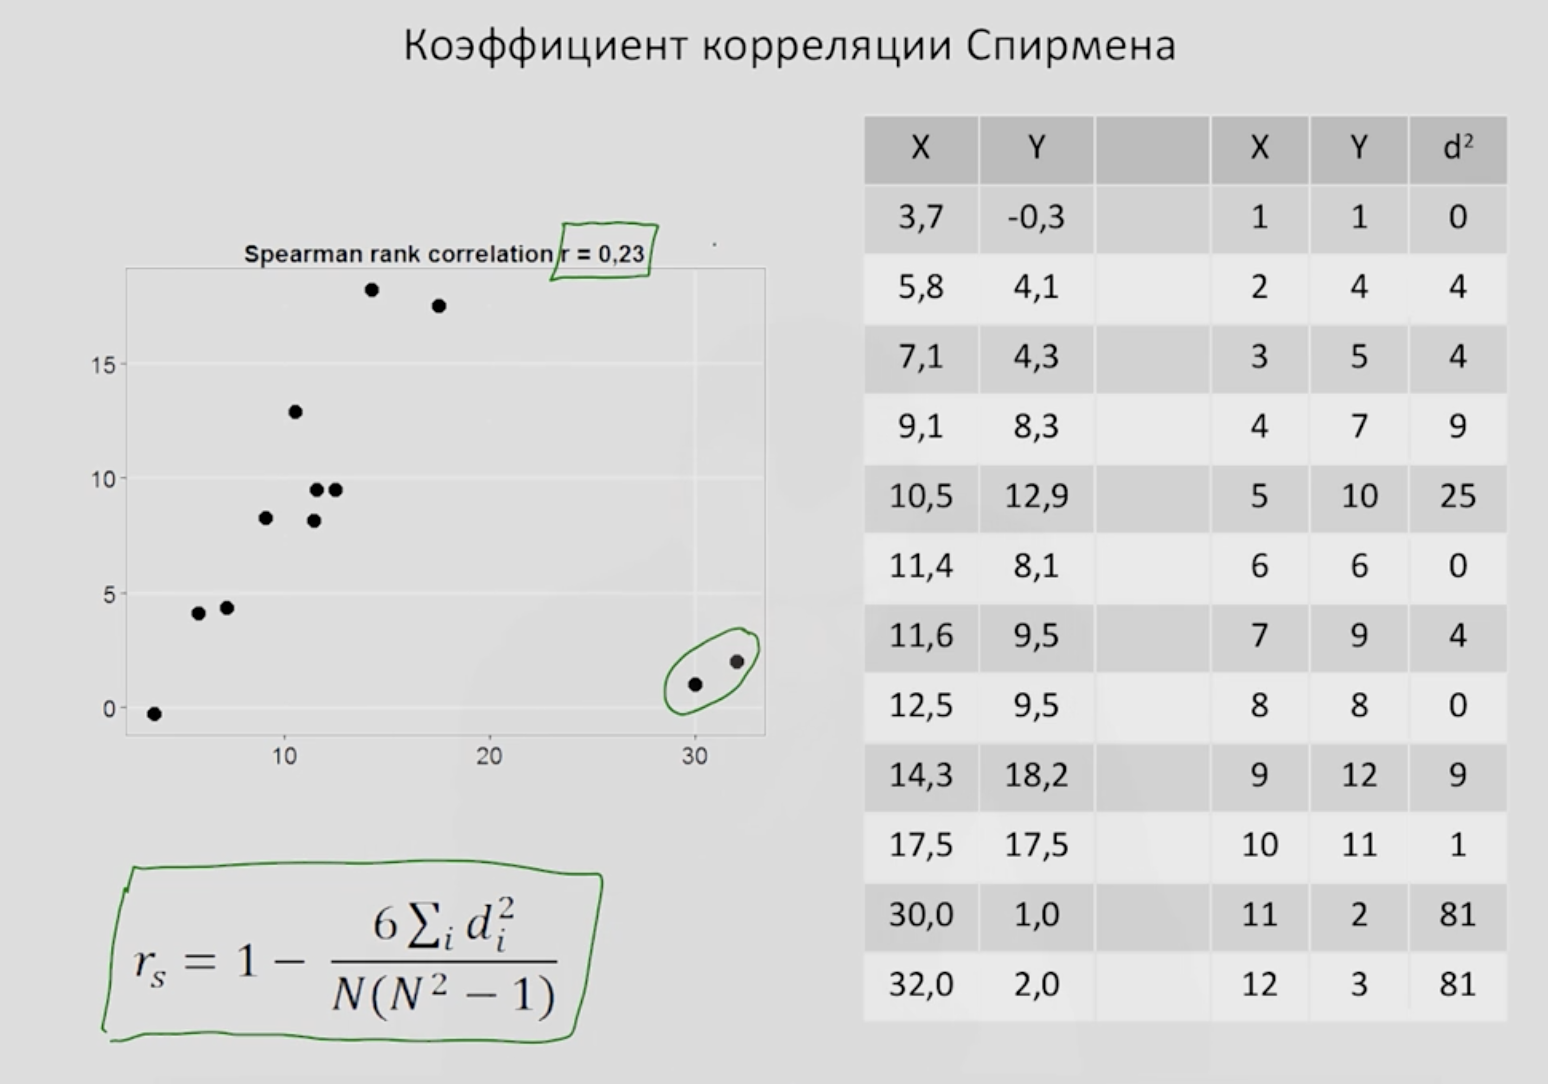 Коэффициент корреляции Спирмена
Spearman rank correlation r = 0,23
15
10
5
0
10 20 30
r_s = 1 − \frac{6 \sum_i d_i^2}{N(N^2 − 1)}
X Y X Y d²
3,7 -0,3 1 1 0
5,8 4,1 2 4 4
7,1 4,3 3 5 4
9,1 8,3 4 7 9
10,5 12,9 5 10 25
11,4 8,1 6 6 0
11,6 9,5 7 9 4
12,5 9,5 8 8 0
14,3 18,2 9 12 9
17,5 17,5 10 11 1
30,0 1,0 11 2 81
32,0 2,0 12 3 81